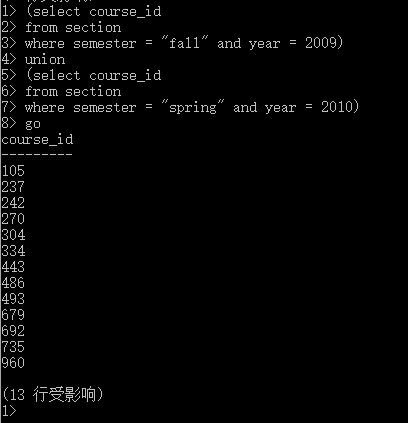 1> (select course_id
2> from section
3> where semester = "fall" and year = 2009)
4> union
5> (select course_id
6> from section
7> where semester = "spring" and year = 2010)
8> go
course_id
---------
105
237
242
270
304
334
443
486
493
679
692
735
960
(13 行受影响)
1>